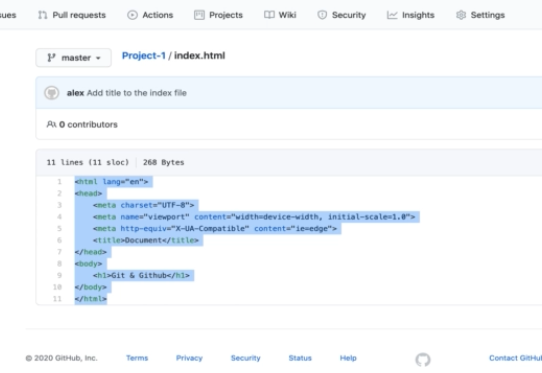 Pull requests Actions Projects Wiki Security Insights Settings
master Project-1 / index.html
alex Add title to the index file
0 contributors
11 lines (11 sloc) 268 Bytes
1 <html lang="en">
2 <head>
3 <meta charset="UTF-8">
4 <meta name="viewport" content="width=device-width, initial-scale=1.0">
5 <meta http-equiv="X-UA-Compatible" content="ie=edge">
6 <title>Document</title>
7 </head>
8 <body>
9 <h1>Git & Github</h1>
10 </body>
11 </html>
© 2020 GitHub, Inc. Terms Privacy Security Status Help Contact GitHu